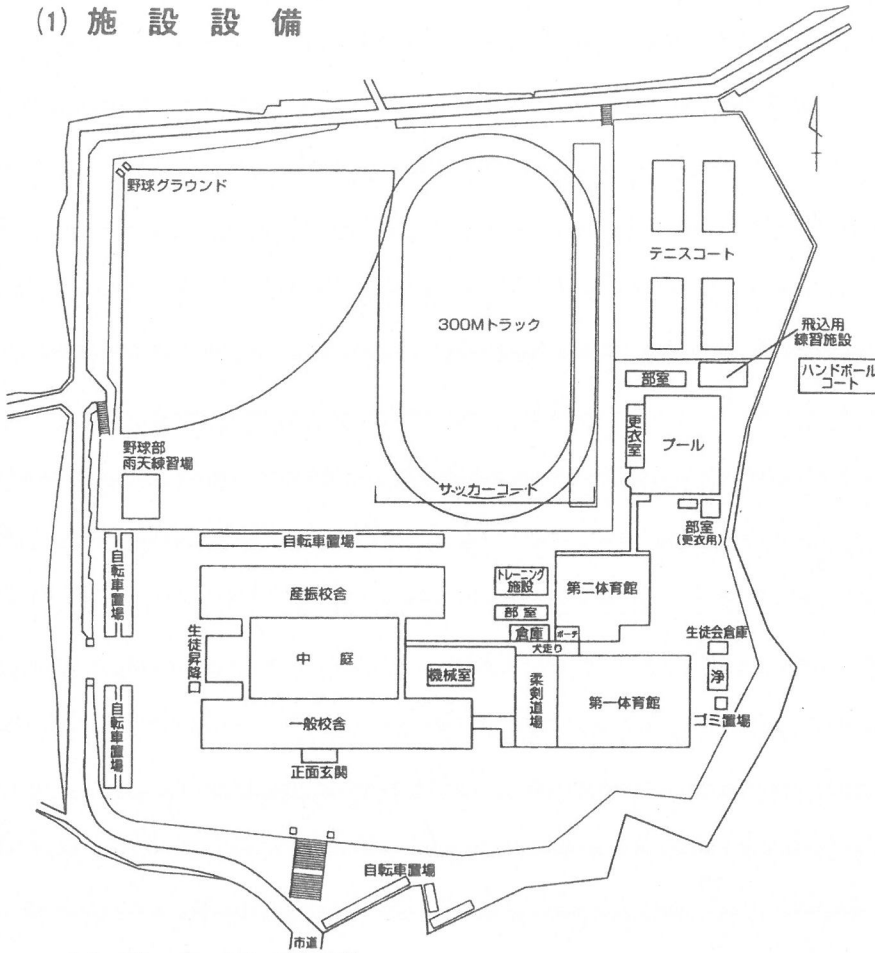 (1) 施設設備
野球グラウンド
テニスコート
300Mトラック
飛込用
練習施設
ハンドボール
コート
部室
更衣室
プール
野球部
雨天練習場
サッカーコート
部室
(更衣用)
自転車置場
自転車置場
トレーニング
施設
第二体育館
産振校舎
部室
倉庫
ポーチ
犬走り
生徒会倉庫
生徒昇降口
中庭
機械室
柔剣道場
第一体育館
浄
ゴミ置場
自転車置場
一般校舎
正面玄関
自転車置場
市道